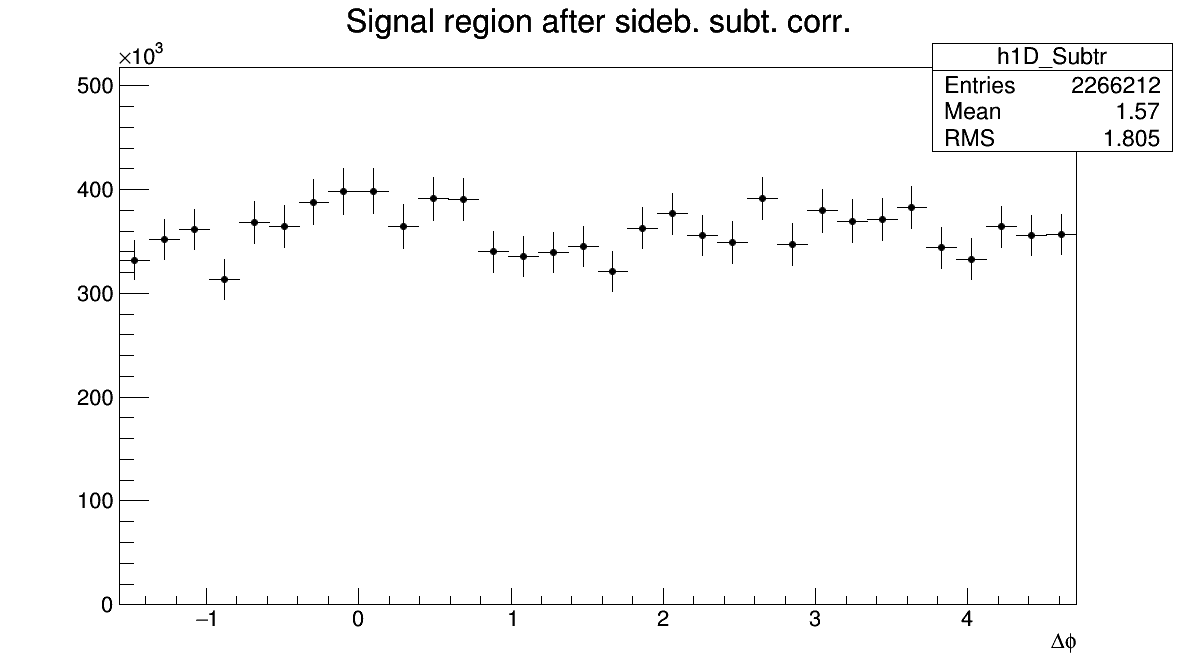 Signal region after sideb. subt. corr.
×10³
h1D_Subtr
Entries 2266212
Mean 1.57
RMS 1.805
500
400
300
200
100
0
−1 0 1 2 3 4
Δϕ